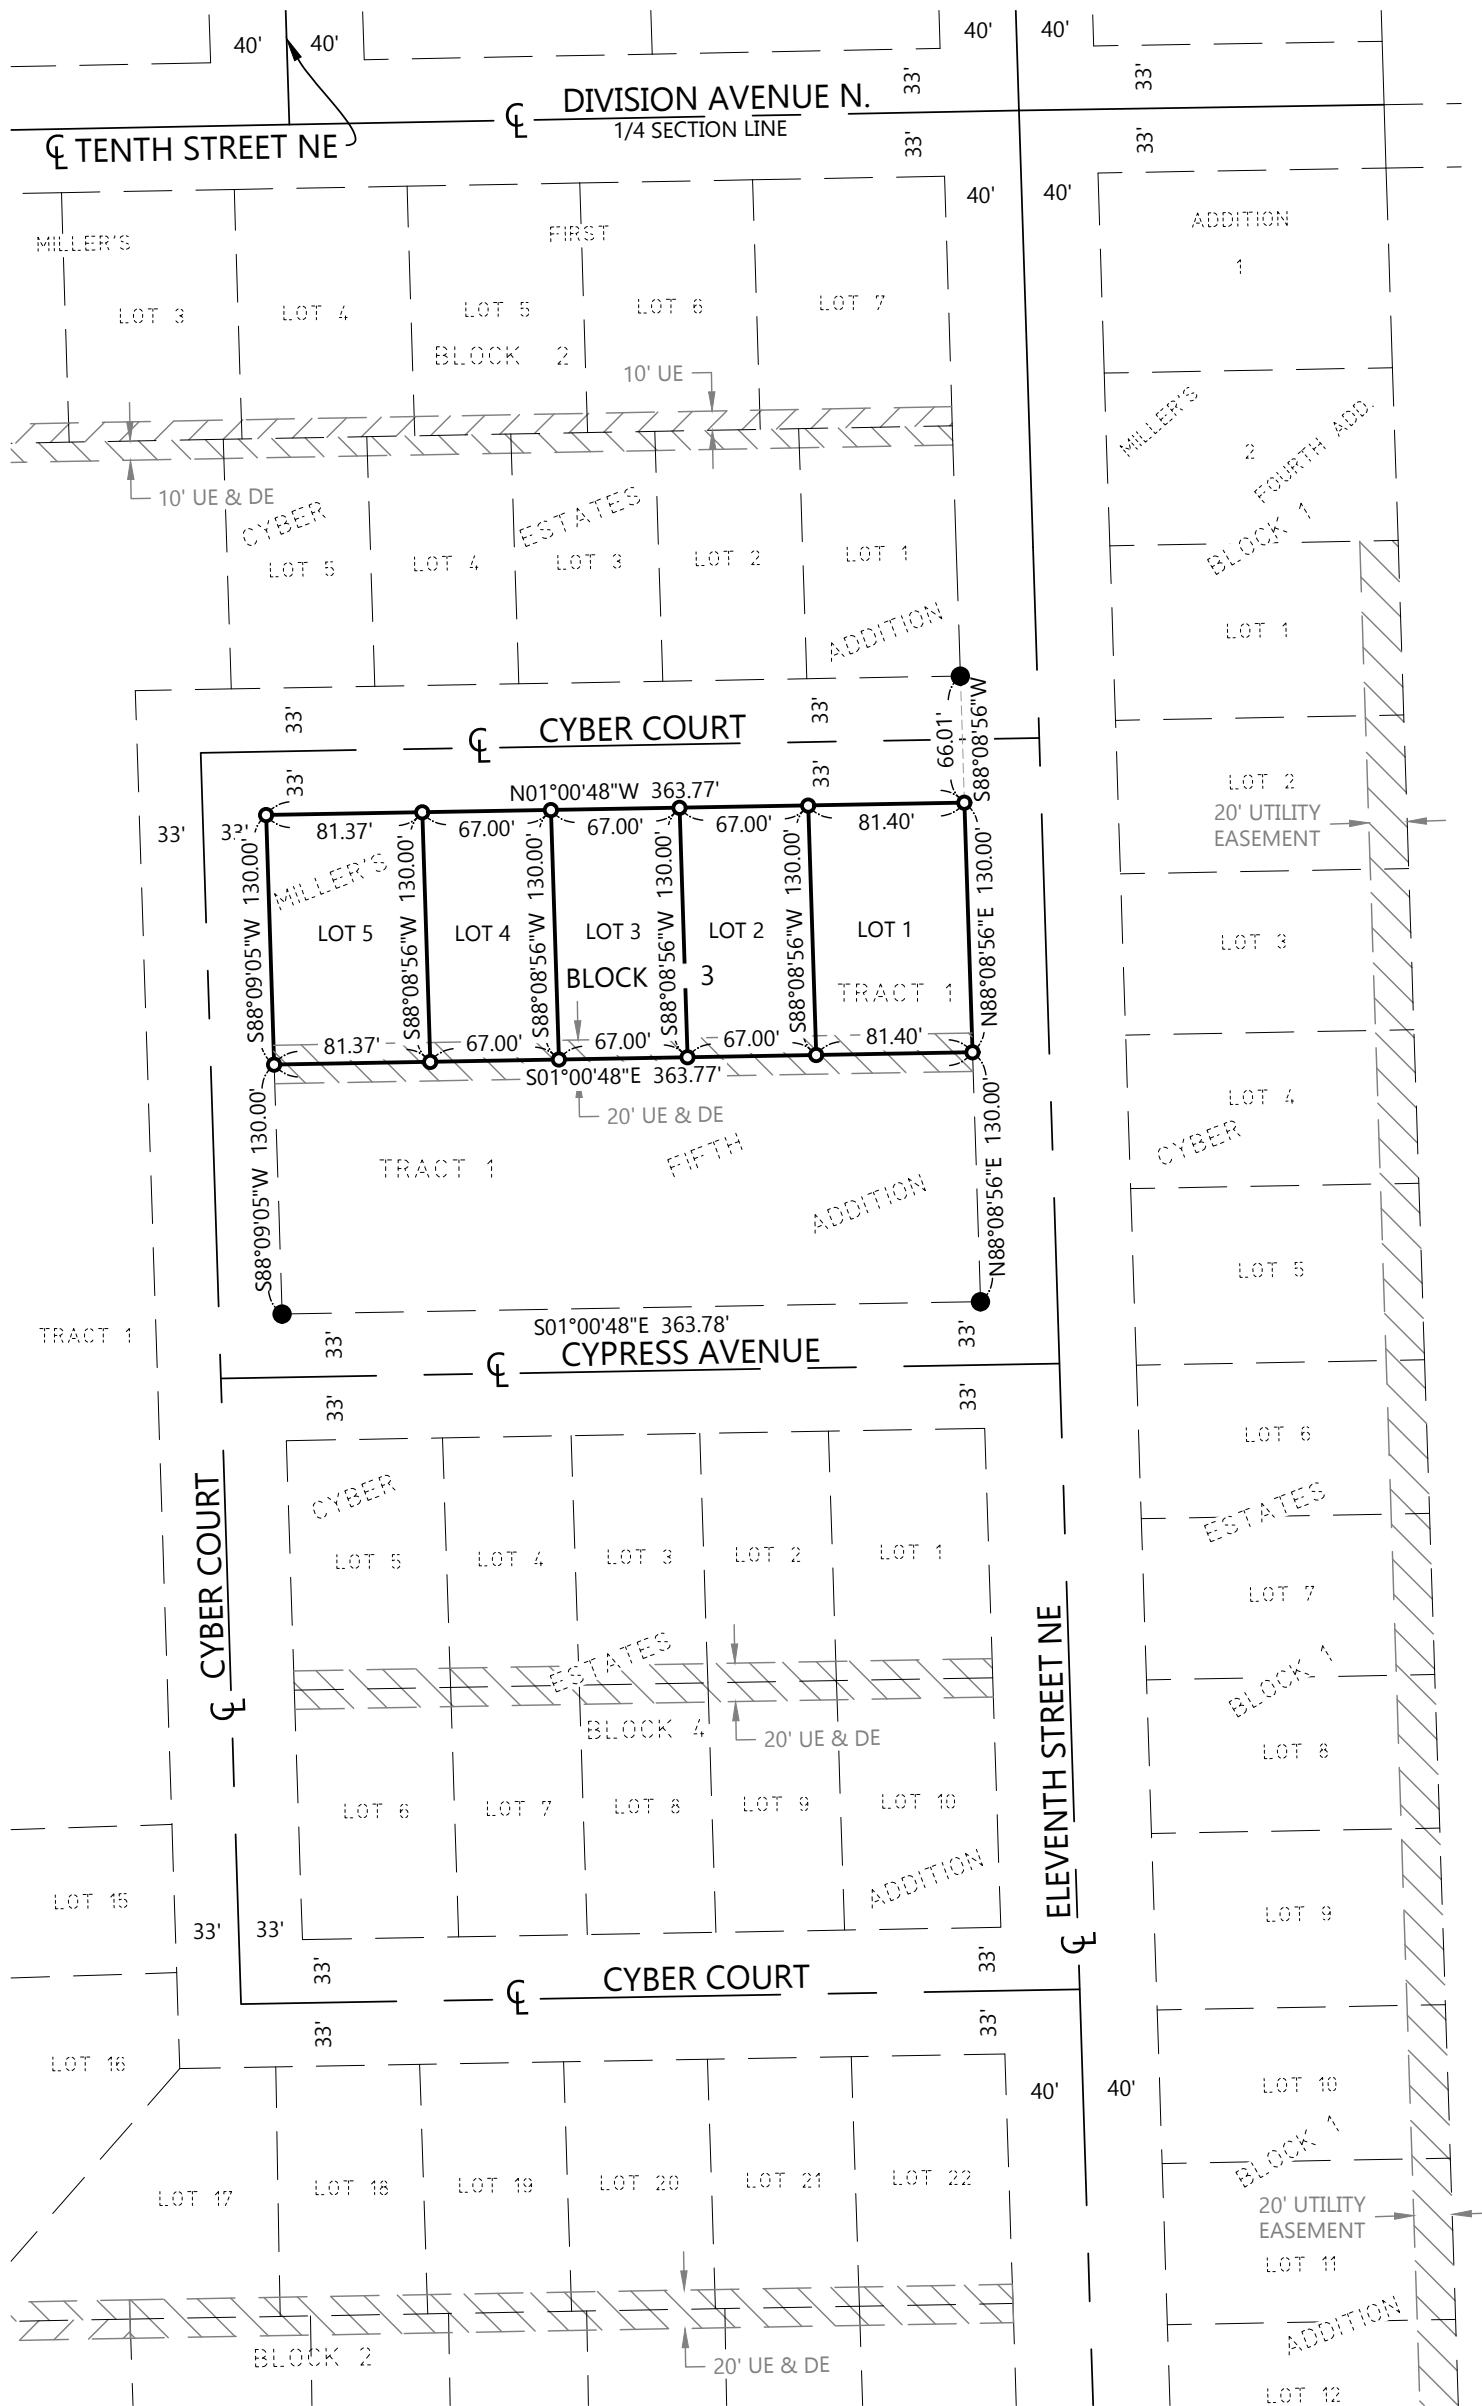 40'
40'
40'
40'
33'
33'
DIVISION AVENUE N.
1/4 SECTION LINE
℄
℄ TENTH STREET NE
33'
33'
40'
40'
MILLER'S
FIRST
ADDITION
1
LOT 3
LOT 4
LOT 5
LOT 6
LOT 7
BLOCK 2
10' UE
MILLER'S
FOURTH ADD.
2
10' UE & DE
CYBER
ESTATES
BLOCK 1
LOT 5
LOT 4
LOT 3
LOT 2
LOT 1
ADDITION
LOT 1
33'
33'
℄ CYBER COURT
66.01'
S88°08'56"W
33'
33'
N01°00'48"W 363.77'
LOT 2
20' UTILITY
EASEMENT
33'
33'
81.37'
67.00'
67.00'
67.00'
81.40'
MILLER'S
S88°09'05"W 130.00'
S88°08'56"W 130.00'
S88°08'56"W 130.00'
S88°08'56"W 130.00'
S88°08'56"W 130.00'
N88°08'56"E 130.00'
LOT 5
LOT 4
LOT 3
LOT 2
LOT 1
LOT 3
BLOCK 3
TRACT 1
81.37'
67.00'
67.00'
67.00'
81.40'
S01°00'48"E 363.77'
20' UE & DE
LOT 4
CYBER
S88°09'05"W 130.00'
TRACT 1
FIFTH
ADDITION
N88°08'56"E 130.00'
LOT 5
TRACT 1
S01°00'48"E 363.78'
33'
33'
℄ CYPRESS AVENUE
33'
33'
LOT 6
CYBER
ESTATES
LOT 5
LOT 4
LOT 3
LOT 2
LOT 1
LOT 7
CYBER COURT
℄
ESTATES
BLOCK 4
20' UE & DE
BLOCK 1
LOT 8
LOT 6
LOT 7
LOT 8
LOT 9
LOT 10
ADDITION
ELEVENTH STREET NE
℄
LOT 15
LOT 9
33'
33'
33'
33'
℄ CYBER COURT
33'
33'
LOT 16
40'
40'
LOT 10
BLOCK 1
LOT 17
LOT 18
LOT 19
LOT 20
LOT 21
LOT 22
20' UTILITY
EASEMENT
LOT 11
ADDITION
BLOCK 2
20' UE & DE
LOT 12